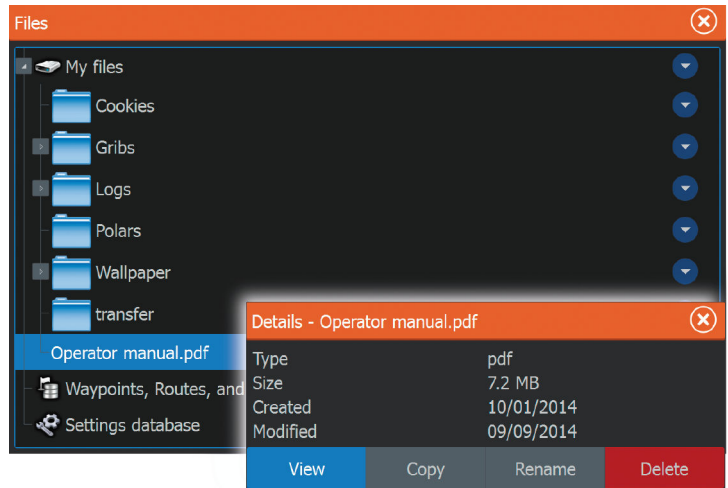 Files
My files
Cookies
Gribs
Logs
Polars
Wallpaper
transfer
Operator manual.pdf
Waypoints, Routes, and
Settings database
Details - Operator manual.pdf
Type pdf
Size 7.2 MB
Created 10/01/2014
Modified 09/09/2014
View Copy Rename Delete